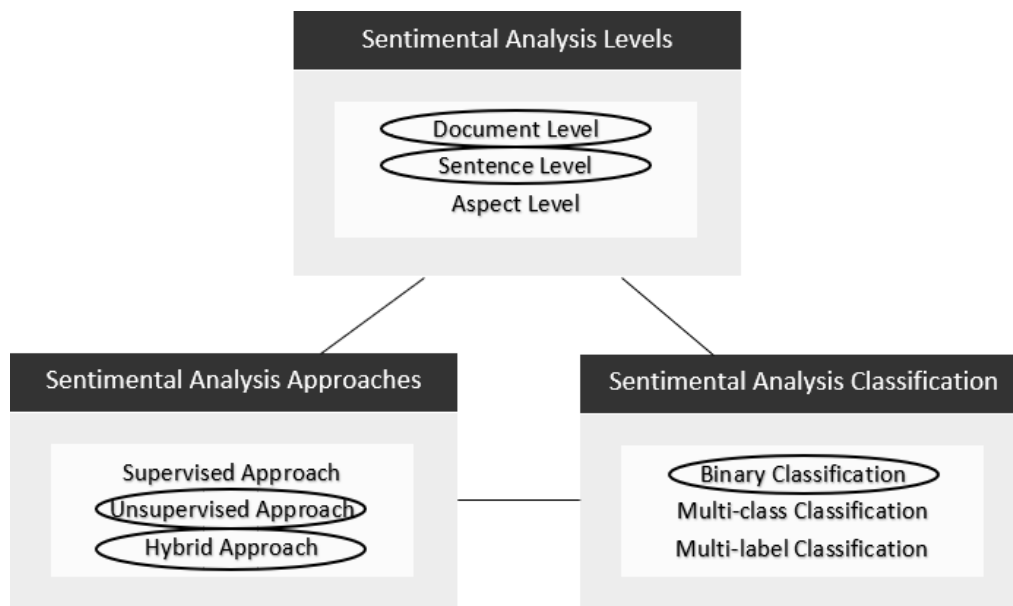 Sentimental Analysis Levels
Document Level
Sentence Level
Aspect Level
Sentimental Analysis Approaches
Supervised Approach
Unsupervised Approach
Hybrid Approach
Sentimental Analysis Classification
Binary Classification
Multi-class Classification
Multi-label Classification